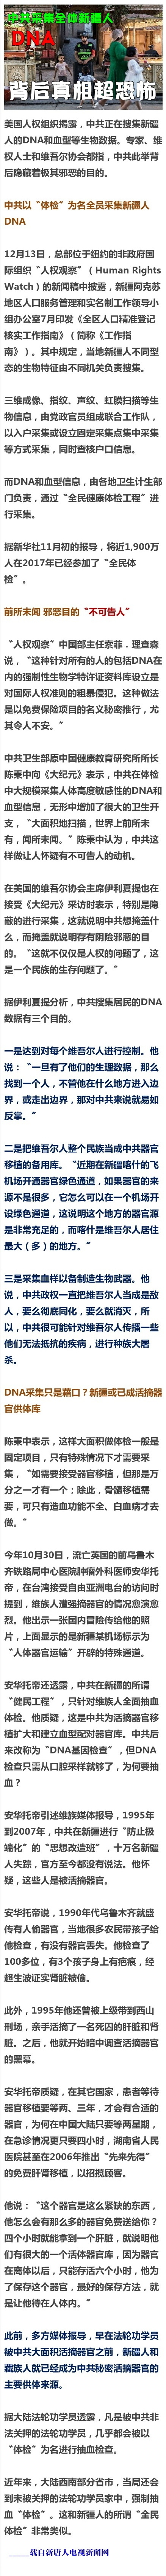 中共采集全体新疆人
DNA
背后真相超恐怖
美国人权组织揭露，中共正在搜集新疆
人的DNA和血型等生物数据。专家、维
权人士和维吾尔协会都指，中共此举背
后隐藏着极其邪恶的目的。
中共以“体检”为名全员采集新疆人
DNA
12月13日，总部位于纽约的非政府国
际组织“人权观察”（Human Rights
Watch）的新闻稿中披露，新疆阿克苏
地区人口服务管理和实名制工作领导小
组办公室7月印发《全区人口精准登记
核实工作指南》（简称《工作指
南》）。其中规定，当地新疆人不同型
态的生物特征由不同机关负责搜集。
三维成像、指纹、声纹、虹膜扫描等生
物信息，由党政官员组成联合工作队，
以入户采集或设立固定采集点集中采集
等方式采集，同时查核户口信息。
而DNA和血型信息，由各地卫生计生部
门负责，通过“全民健康体检工程”进
行采集。
据新华社11月初的报导，将近1,900万
人在2017年已经参加了“全民体
检”。
前所未闻 邪恶目的“不可告人”
“人权观察”中国部主任索菲．理查森
说，“这种针对所有的人的包括DNA在
内的强制性生物学特许证资料库设立是
对国际人权准则的粗暴侵犯。这种做法
是以免费保险项目的名义秘密推行，尤
其令人不安。”
中共卫生部原中国健康教育研究所所长
陈秉中向《大纪元》表示，中共在体检
中大规模采集人体高度敏感性的DNA和
血型信息，无形中增加了很大的卫生开
支，“大面积地扫描，世界上前所未
有，闻所未闻。”陈秉中认为，中共这
样做让人怀疑有不可告人的动机。
在美国的维吾尔协会主席伊利夏提也在
接受《大纪元》采访时表示，特别是隐
蔽的进行采集，这就说明中共想掩盖什
么，而掩盖就说明存有阴险邪恶的目
的。“这就不仅仅是人权的问题了，这
是一个民族的生存问题了。”
据伊利夏提分析，中共搜集居民的DNA
数据有三个目的。
一是达到对每个维吾尔人进行控制。他
说：“一旦有了他们的生理数据，那么
找到一个人，不管他在什么地方进入边
界，或走出边界，那对中共来说就易如
反掌。”
二是把维吾尔人整个民族当成中共器官
移植的备用库。“近期在新疆喀什的飞
机场开通器官绿色通道，如果器官的来
源不是很多，它怎么可以在一个机场开
设绿色通道，这说明这个地方的器官源
是非常充足的，而喀什是维吾尔人居住
最大（多）的地方。”
三是采集血样以备制造生物武器。他
说，中共政权一直把维吾尔人当成是敌
人，要么彻底同化，要么就消灭，所
以，中共很可能针对维吾尔人传播一些
他们无法抵抗的疾病，进行种族大屠
杀。
DNA采集只是藉口？新疆或已成活摘器
官供体库
陈秉中表示，这样大面积做体检一般是
固定项目，只有特殊情况下才需要采
集，“如需要接受器官移植，但那是万
分之一才有一个；除此，骨髓移植需
要，可只有造血功能不全、白血病才去
做。”
今年10月30日，流亡英国的前乌鲁木
齐铁路局中心医院肿瘤外科医师安华托
帝，在台湾接受自由亚洲电台的访问时
提到，维族人遭强摘器官的情况愈演愈
烈。他出示一张国内冒险传给他的照
片，上面显示的是新疆某机场标示为
“人体器官运输”开辟的特殊通道。
安华托帝还透露，中共在新疆的所谓
“健民工程”，只针对维族人全面抽血
体检。他质疑，这是中共为活摘器官移
植扩大和建立血型配对器官库。中共后
来改称为“DNA基因检查”，但DNA
检查只需从口腔采样就够了，为何要抽
血？
安华托帝引述维族媒体报导，1995年
到2007年，中共在新疆进行“防止极
端化”的“思想改造班”，十万名新疆
人失踪，官方至今都没有说法。他怀
疑，这些人是被活摘器官。
安华托帝说，1990年代乌鲁木齐就盛
传有人偷器官，当地很多农民带孩子给
他检查，有没有器官丢失。他检查了
100多位，有3个孩子身上有疤痕，经
超生波证实肾脏被偷。
此外，1995年他还曾被上级带到西山
刑场，亲手活摘了一名死囚的肝脏和肾
脏。之后，他就开始暗中调查活摘器官
的黑幕。
安华托帝质疑，在其它国家，患者等待
器官移植要等两、三年，才会有合适的
器官，为何在中国大陆只要等两星期，
在急诊情况更只要四小时，湖南省人民
医院甚至在2006年推出“先来先得”
的免费肝肾移植，以招揽顾客。
他说：“这个器官是这么紧缺的东西，
他怎么会有那么多的器官免费送给你？
四个小时就能拿到一个肝脏，就说明他
们有很大的一个活体器官库，因为器官
在离体以后，只能存活六个小时，他为
了保存这个器官，最好的保存方法，就
是让他待在人体内。”
此前，多方媒体报导，早在法轮功学员
被中共大面积活摘器官之前，新疆人和
藏族人就已经成为中共秘密活摘器官的
主要供体来源。
据大陆法轮功学员透露，凡是被中共非
法关押的法轮功学员，几乎都会被以
“体检”为名进行抽血检查。
近年来，大陆西南部分省市，当局还会
到未被关押的法轮功学员家中，强制抽
血“体检”。这和新疆人的所谓“全民
体检”非常类似。
_____载自新唐人电视新闻网